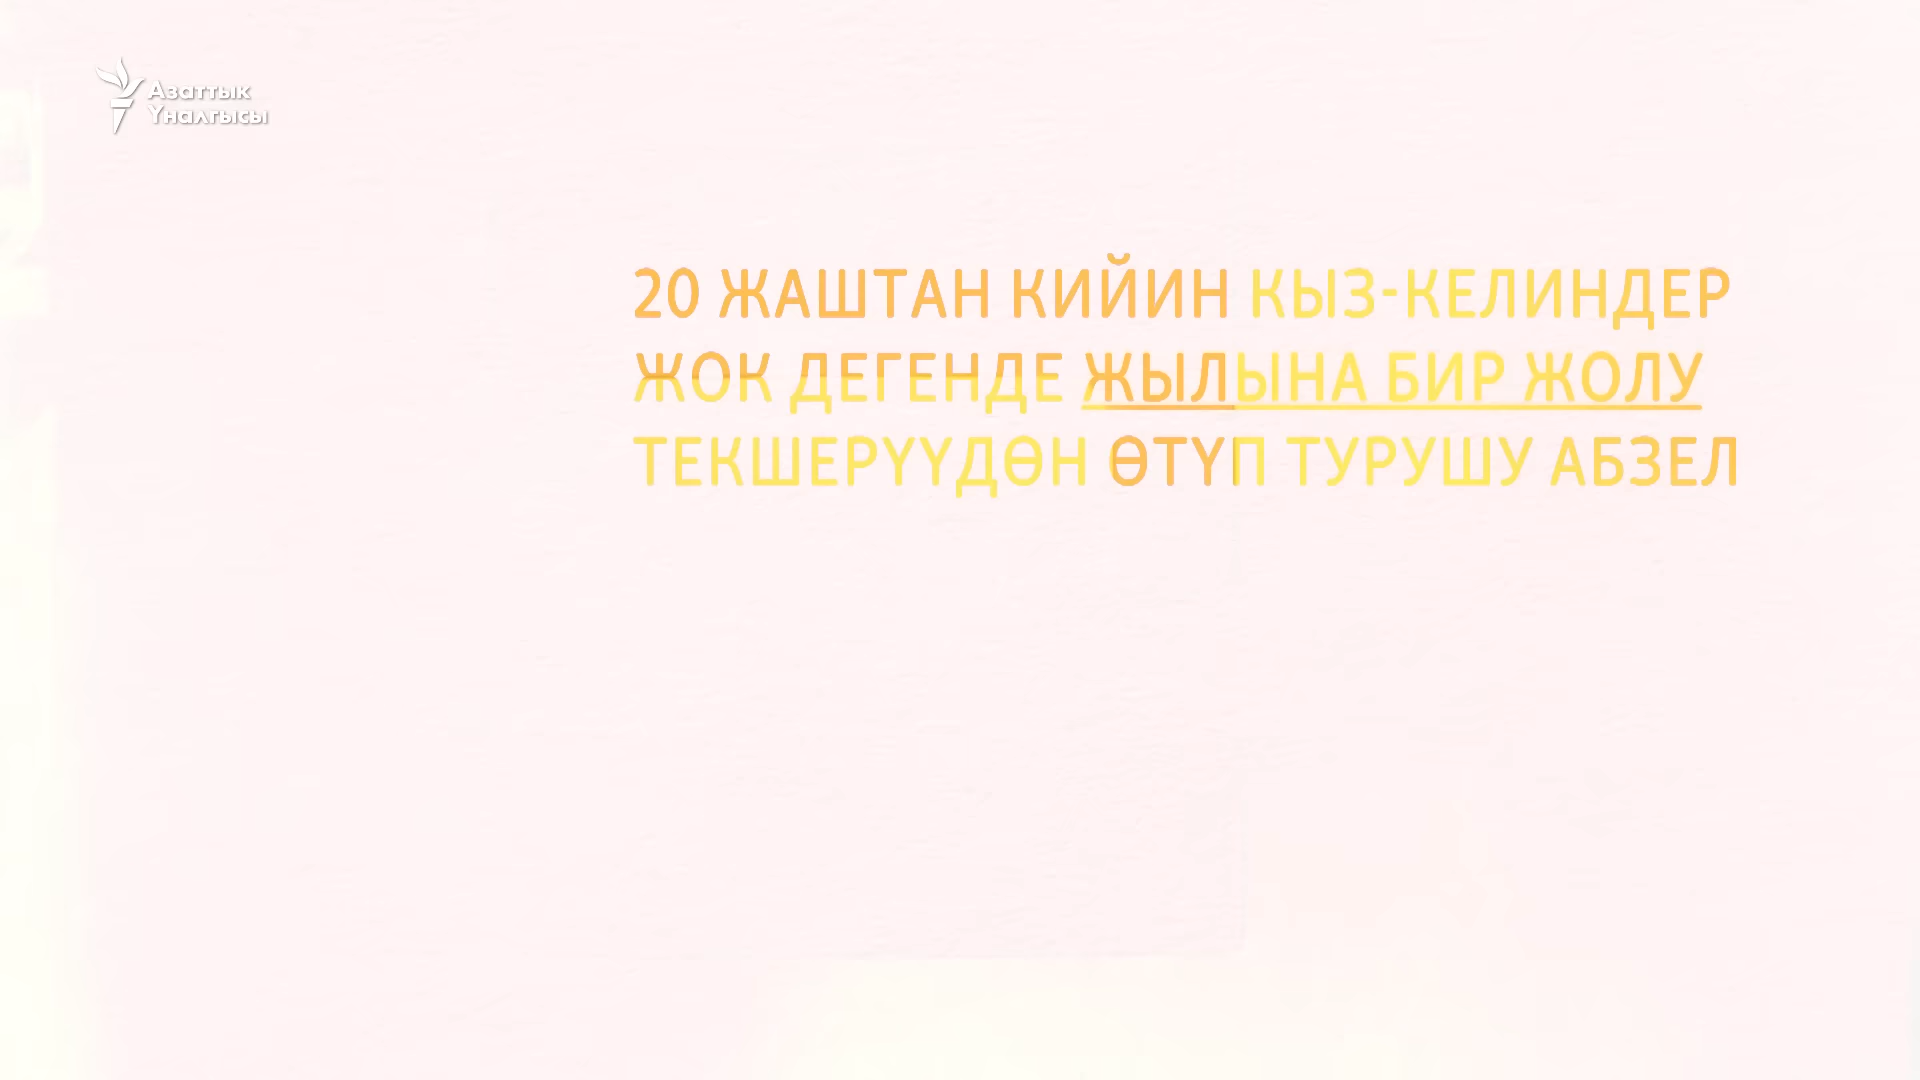 Азаттык
Үналгысы
20 ЖАШТАН КИЙИН КЫЗ-КЕЛИНДЕР
ЖОК ДЕГЕНДЕ ЖЫЛЫНА БИР ЖОЛУ
ТЕКШЕРҮҮДӨН ӨТҮП ТУРУШУ АБЗЕЛ